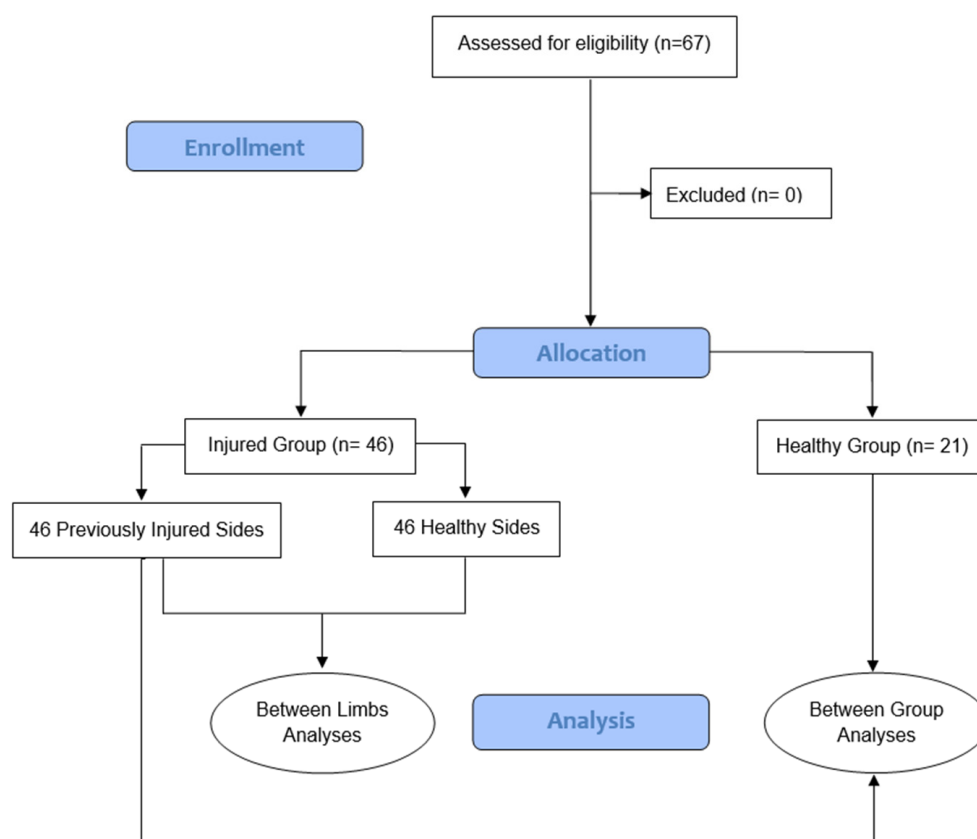 Assessed for eligibility (n=67)
Enrollment
Excluded (n= 0)
Allocation
Injured Group (n= 46)
Healthy Group (n= 21)
46 Previously Injured Sides
46 Healthy Sides
Between Limbs
Analyses
Analysis
Between Group
Analyses